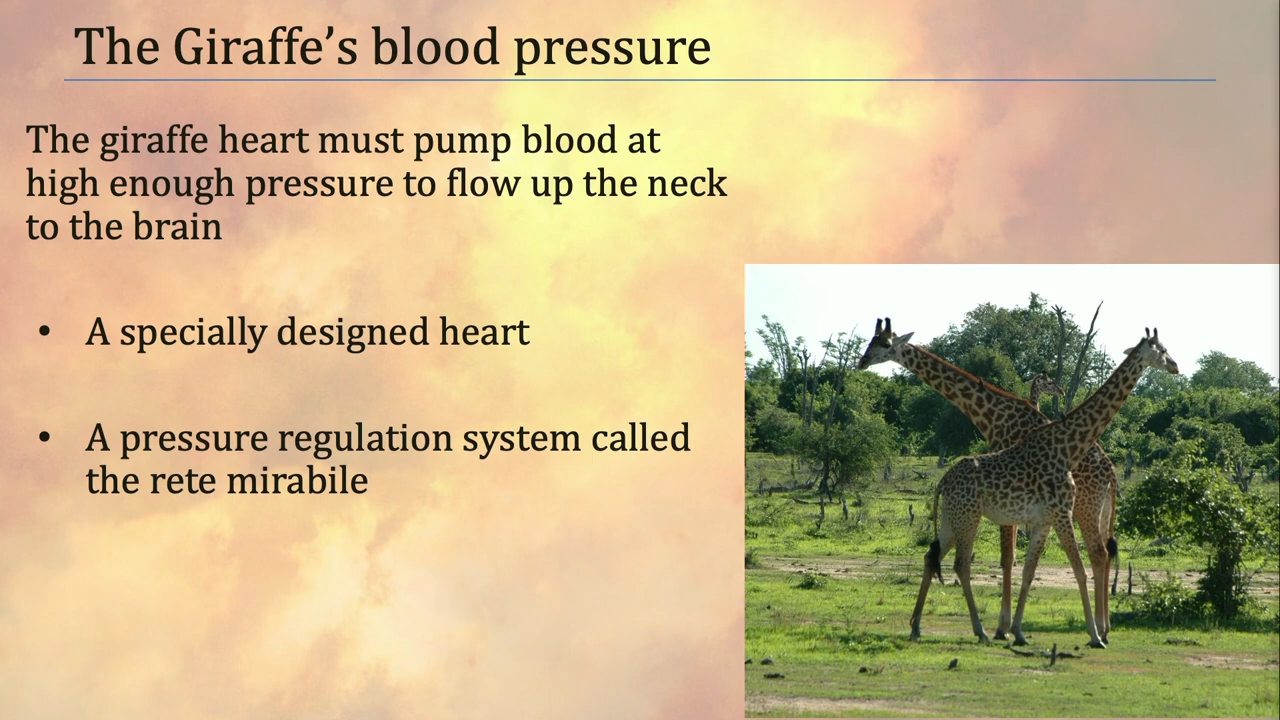 The Giraffe’s blood pressure
The giraffe heart must pump blood at
high enough pressure to flow up the neck
to the brain
• A specially designed heart
• A pressure regulation system called
the rete mirabile